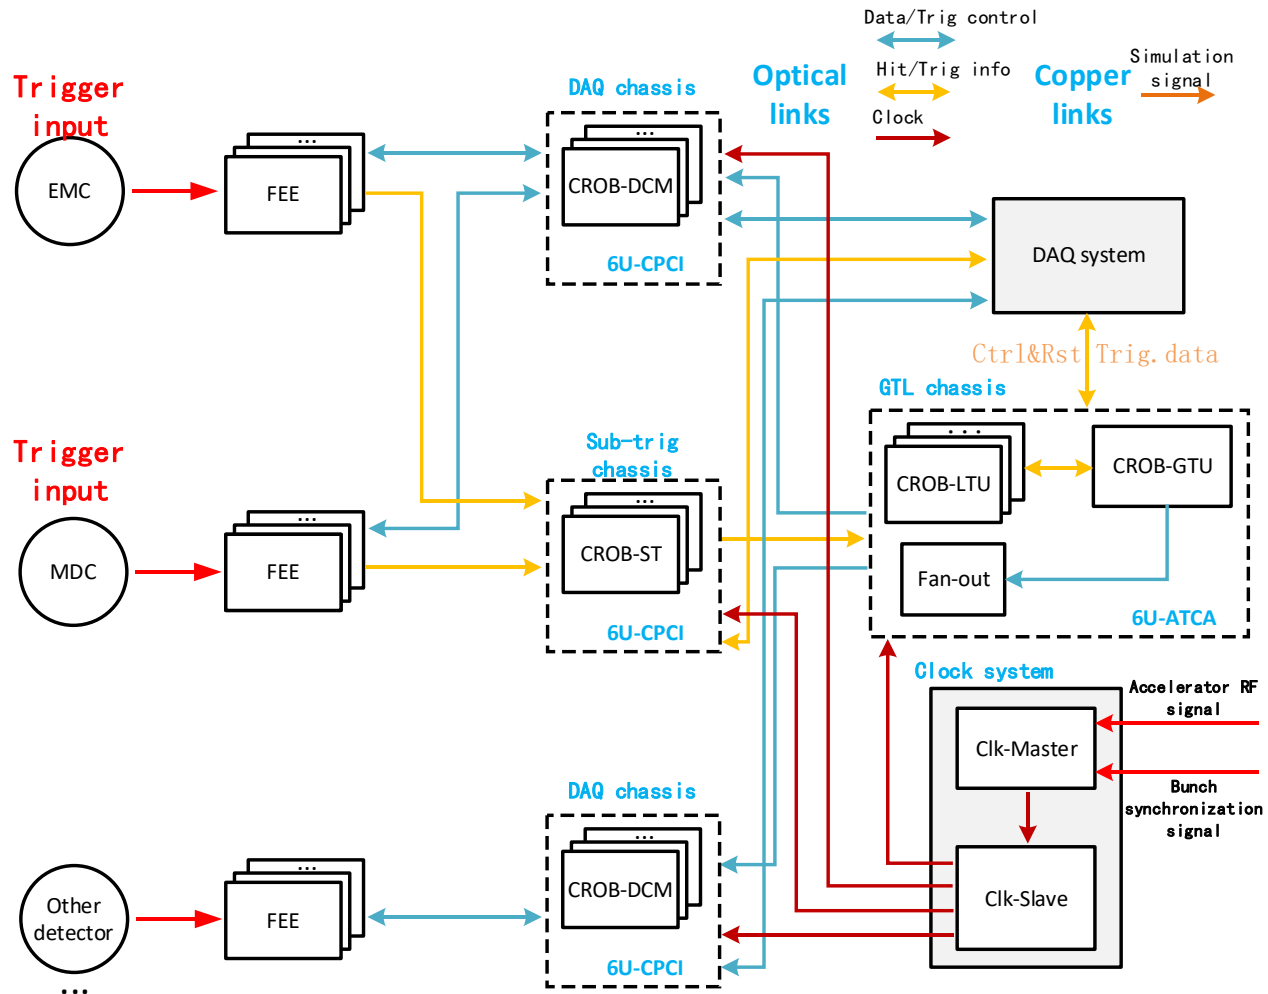 Data/Trig control
Optical
links
Hit/Trig info
Clock
Copper
links
Simulation
signal
Trigger
input
EMC
...
FEE
DAQ chassis
...
CROB-DCM
6U-CPCI
DAQ system
Ctrl&Rst Trig.data
GTL chassis
...
CROB-LTU
CROB-GTU
Fan-out
6U-ATCA
Trigger
input
MDC
...
FEE
Sub-trig
chassis
...
CROB-ST
6U-CPCI
Clock system
Clk-Master
Clk-Slave
Accelerator RF
signal
Bunch
synchronization
signal
Other
detector
...
...
FEE
DAQ chassis
...
CROB-DCM
6U-CPCI